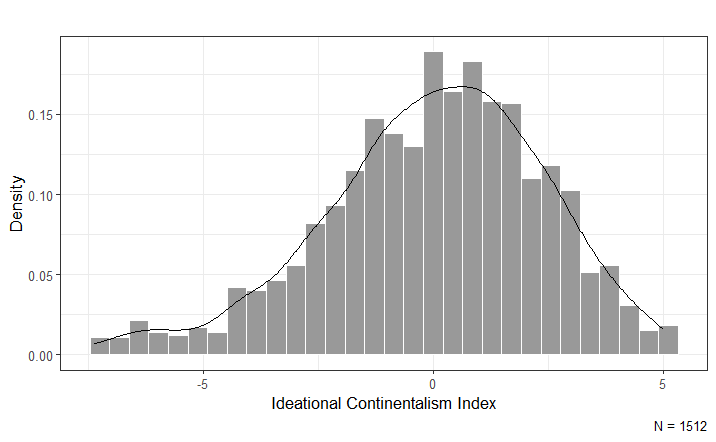 Density
0.15
0.10
0.05
0.00
-5
0
5
Ideational Continentalism Index
N = 1512